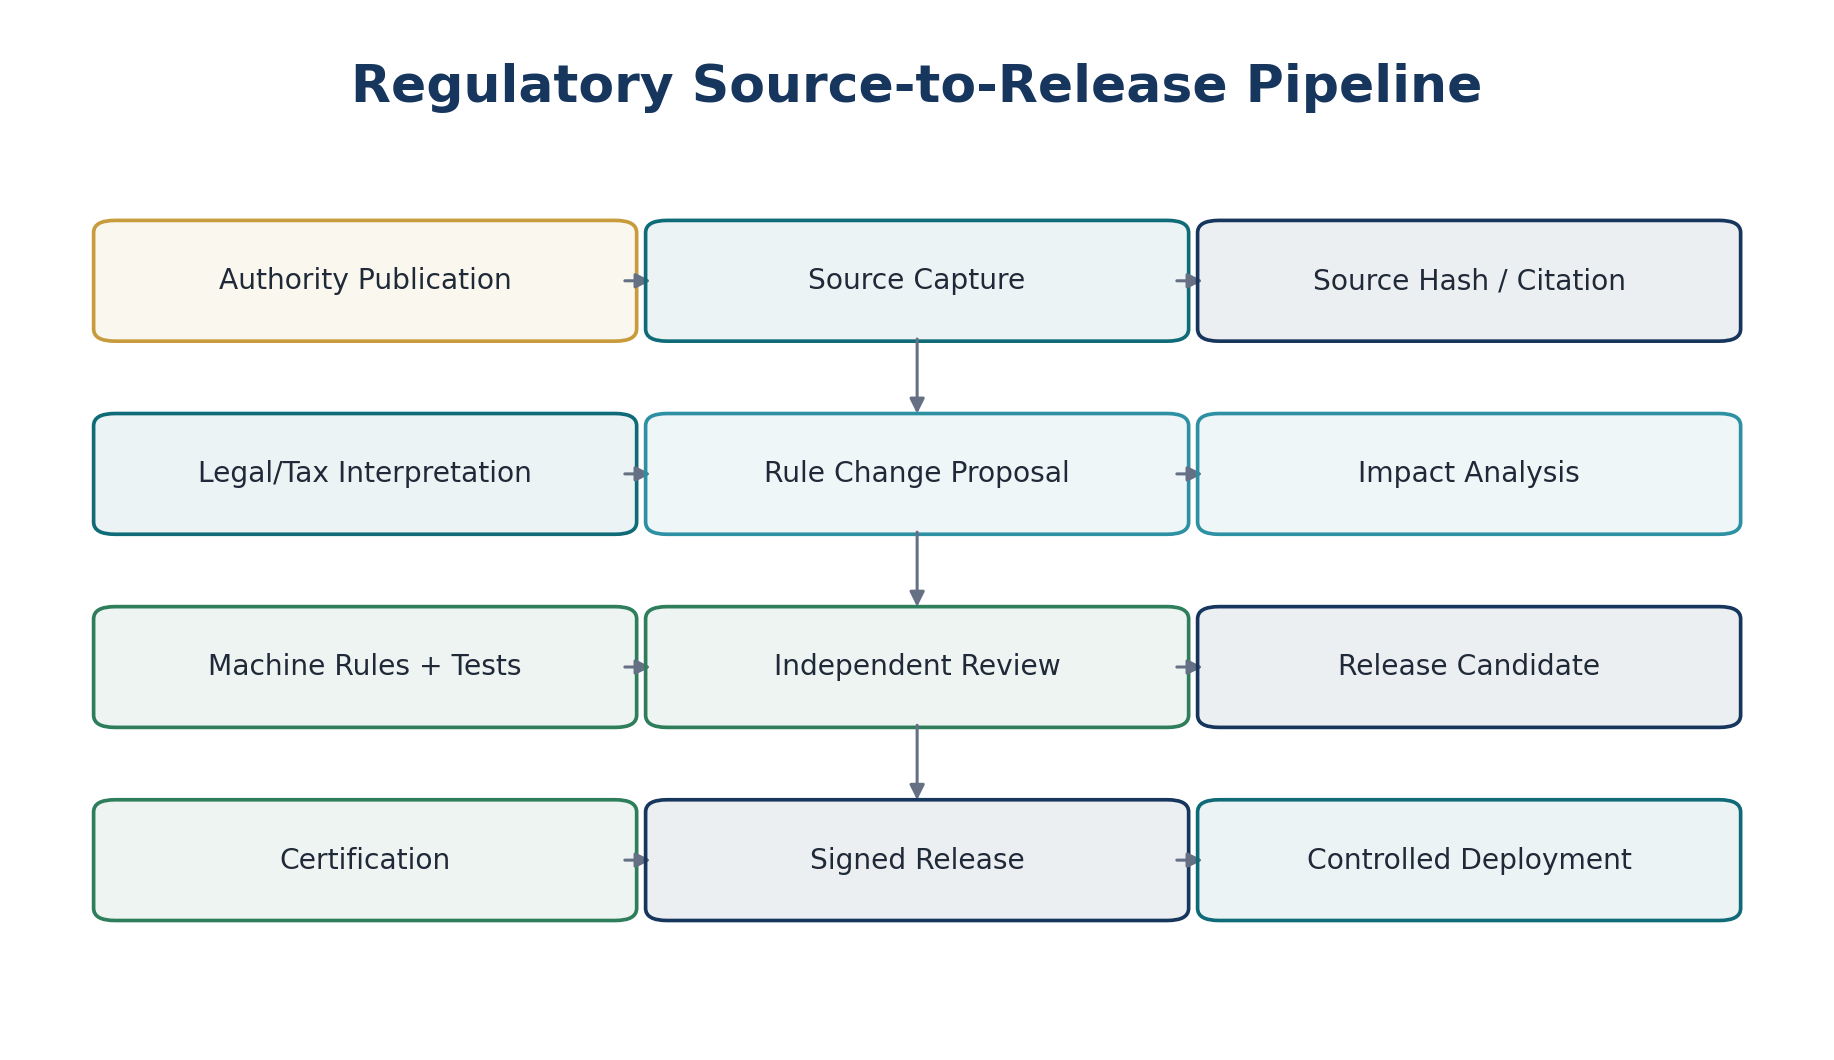 Regulatory Source-to-Release Pipeline
Authority Publication
Source Capture
Source Hash / Citation
Legal/Tax Interpretation
Rule Change Proposal
Impact Analysis
Machine Rules + Tests
Independent Review
Release Candidate
Certification
Signed Release
Controlled Deployment